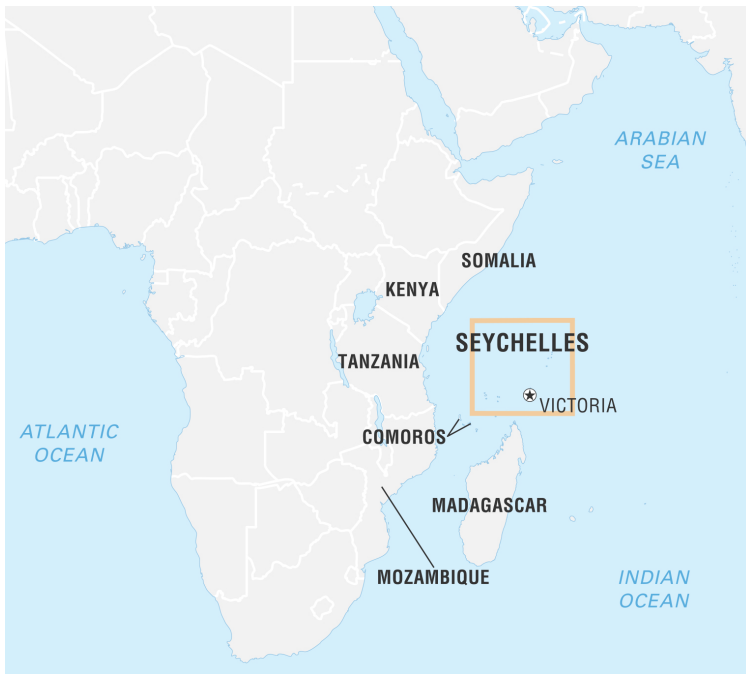 ARABIAN
SEA
SOMALIA
KENYA
SEYCHELLES
TANZANIA
VICTORIA
ATLANTIC
OCEAN
COMOROS
MADAGASCAR
MOZAMBIQUE
INDIAN
OCEAN